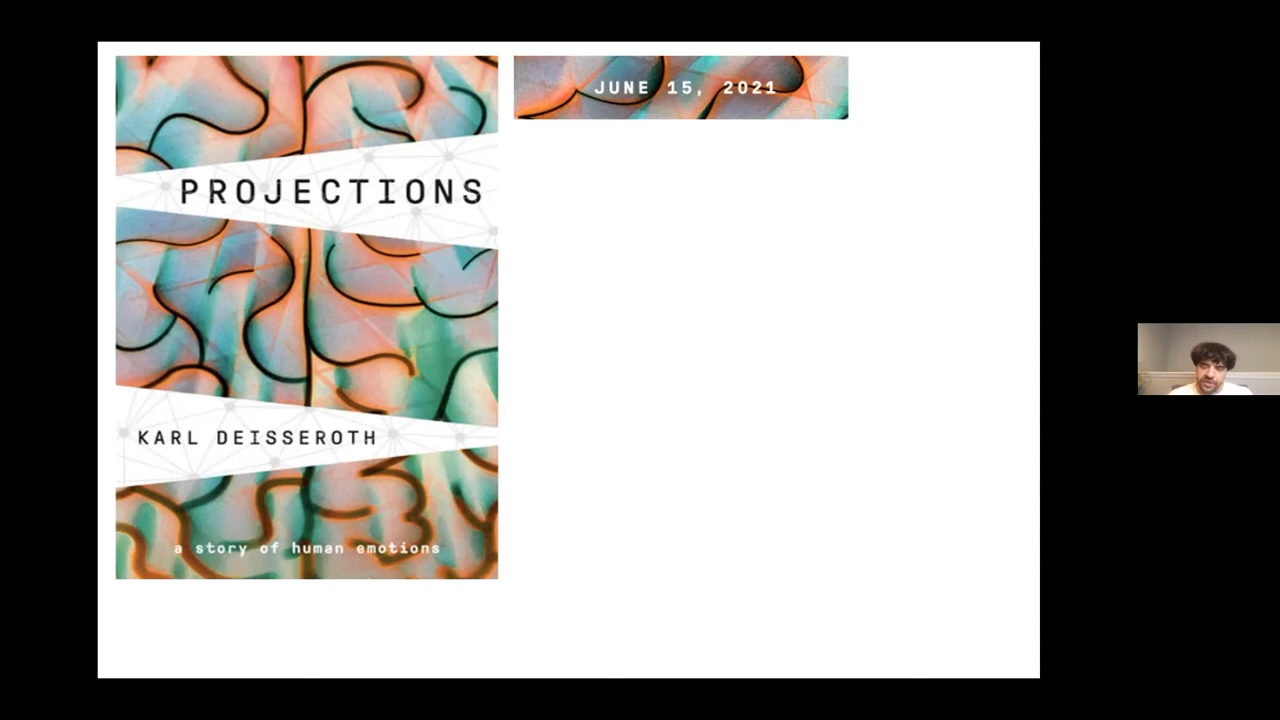 PROJECTIONS
KARL DEISSEROTH
a story of human emotions
JUNE 15, 2021